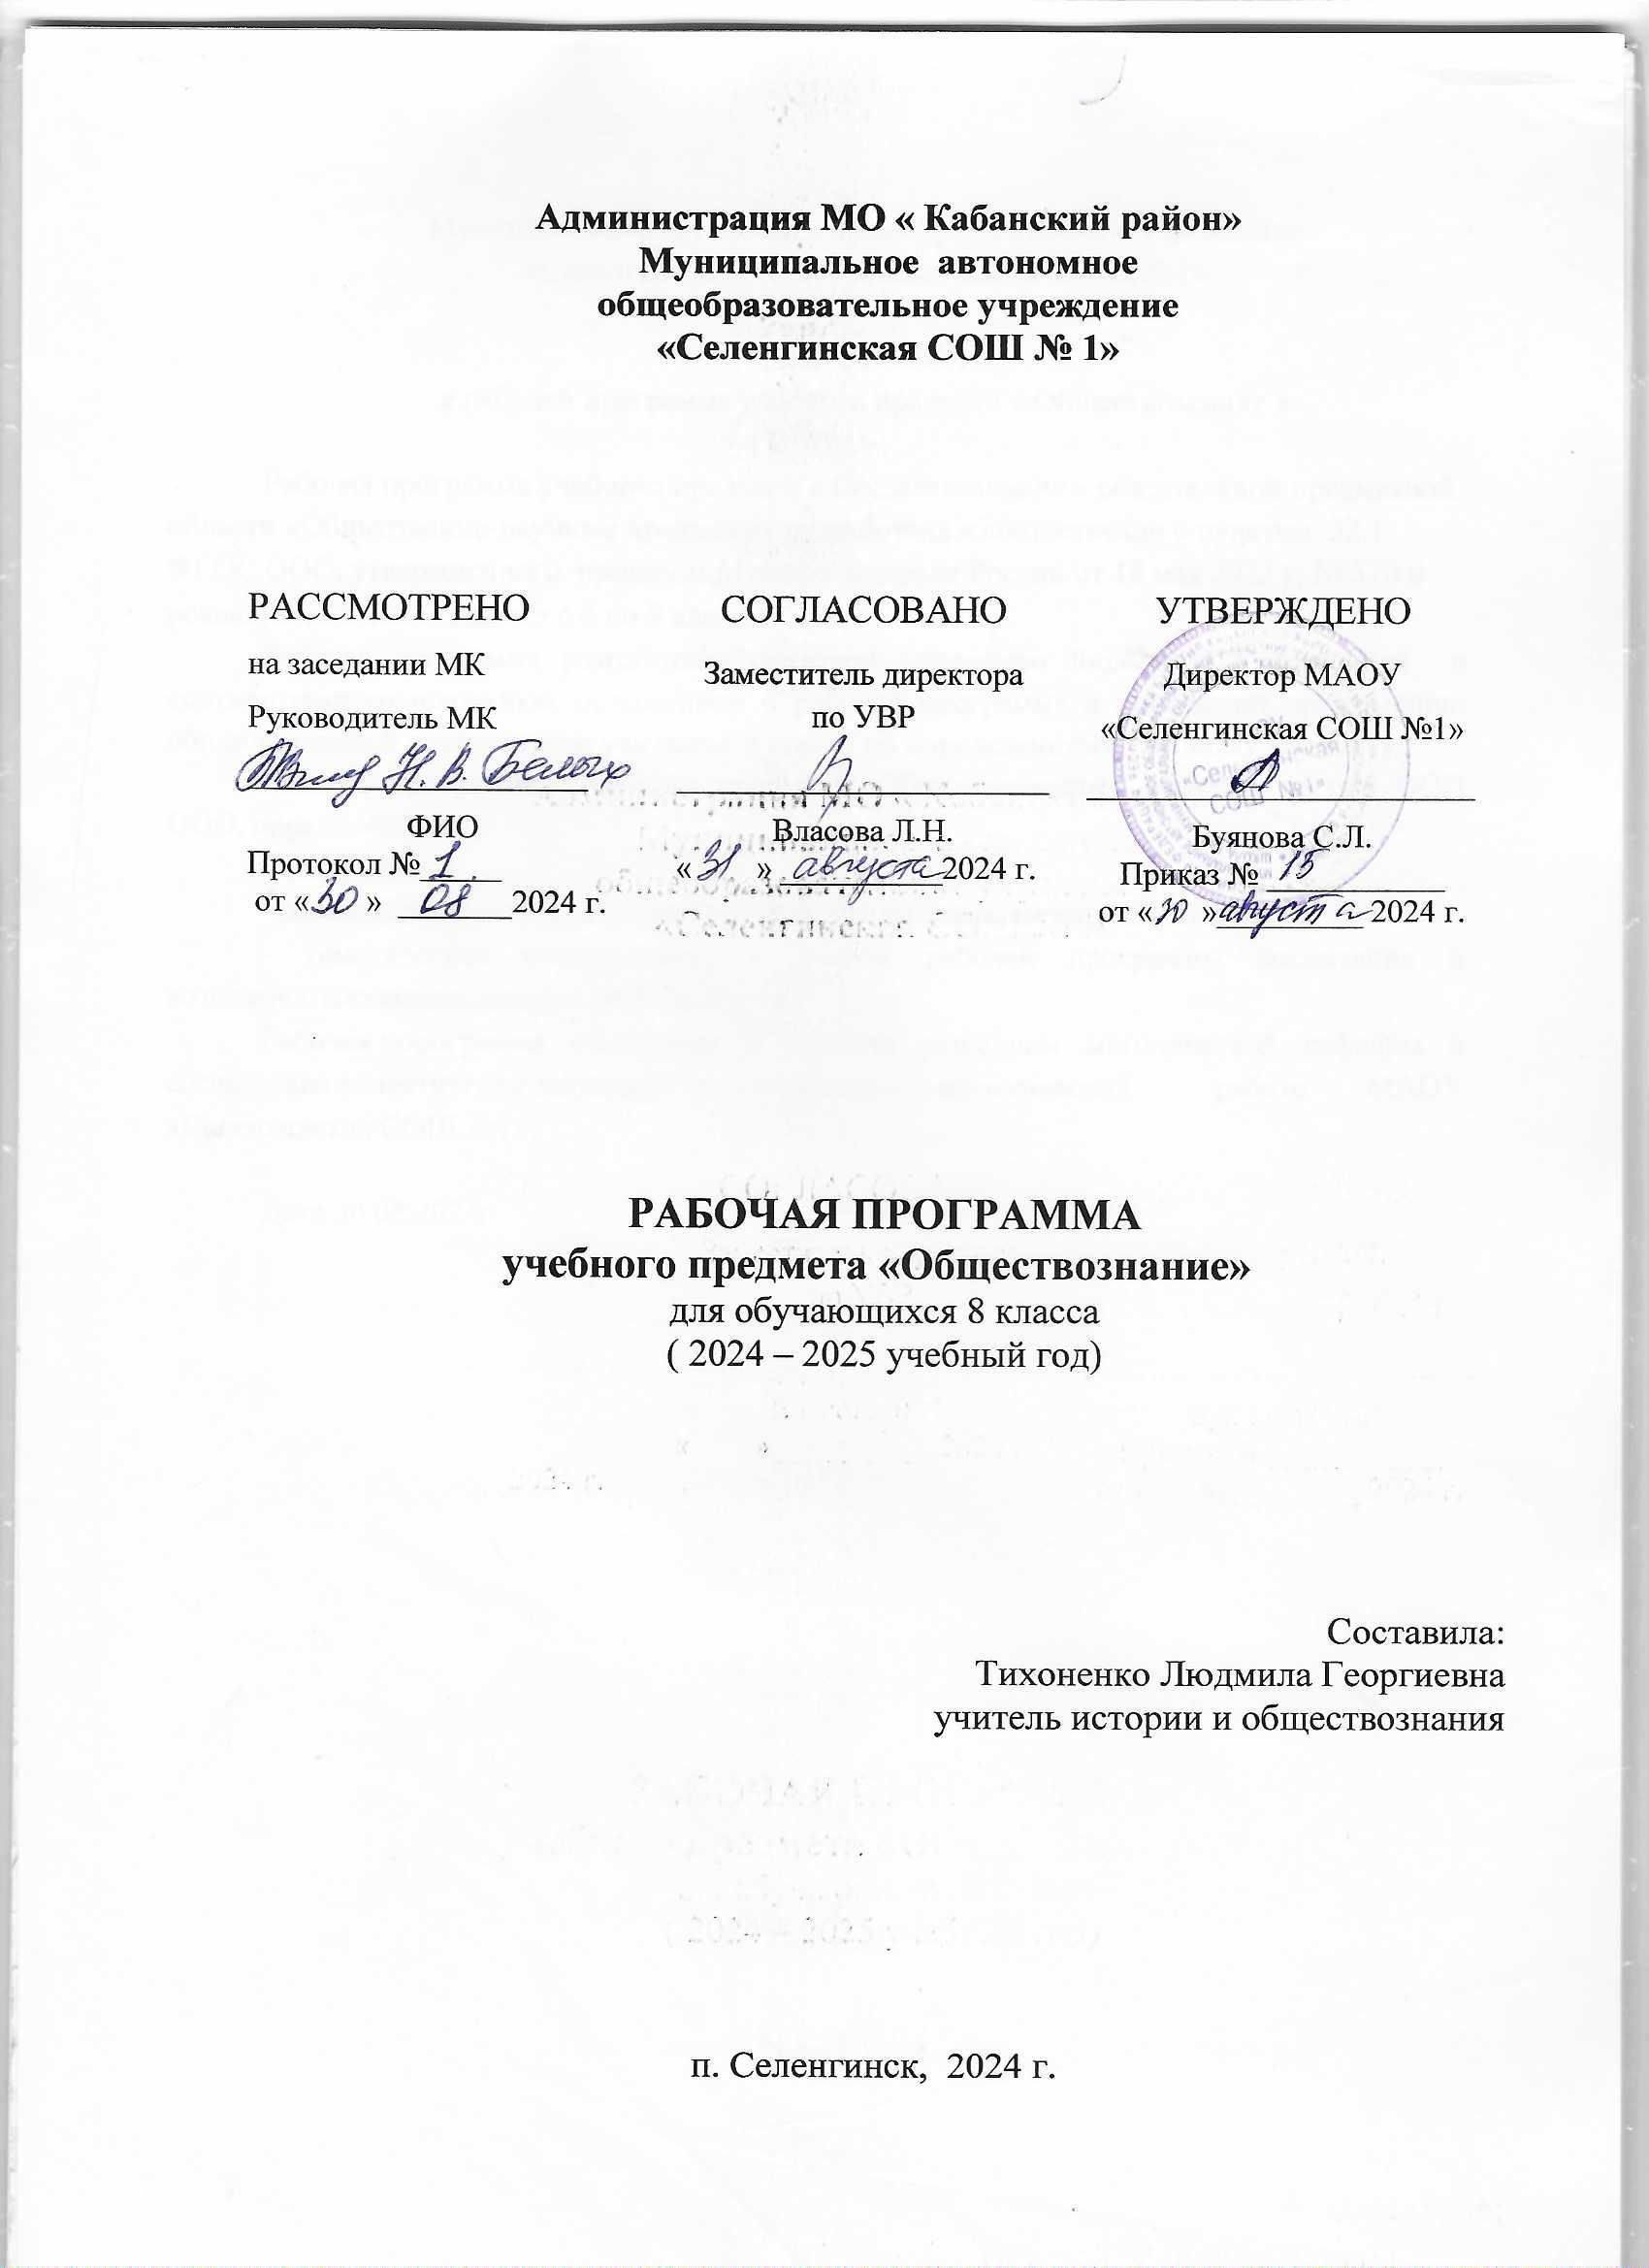 Администрация МО « Кабанский район»
Муниципальное автономное
общеобразовательное учреждение
«Селенгинская СОШ № 1»
РАССМОТРЕНО
на заседании МК
Руководитель МК
Н. В. Белых
ФИО
Протокол № 1
от «30» 08 2024 г.
СОГЛАСОВАНО
Заместитель директора
по УВР
Власова Л.Н.
«31» августа 2024 г.
УТВЕРЖДЕНО
Директор МАОУ
«Селенгинская СОШ №1»
Буянова С.Л.
Приказ № 15
от «30» августа 2024 г.
РАБОЧАЯ ПРОГРАММА
учебного предмета «Обществознание»
для обучающихся 8 класса
( 2024 – 2025 учебный год)
Составила:
Тихоненко Людмила Георгиевна
учитель истории и обществознания
п. Селенгинск, 2024 г.